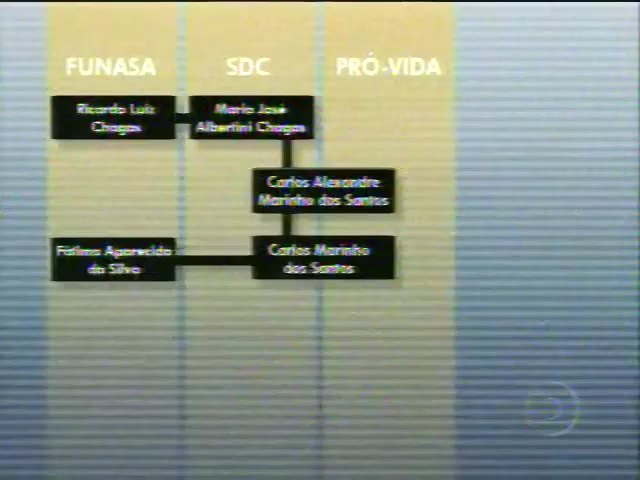 FUNASA SDC PRÓ-VIDA
Ricardo Luiz
Chagas
Maria José
Albertini Chagas
Carlos Alexandre
Marinho dos Santos
Fátima Aparecida
da Silva
Carlos Marinho
dos Santos